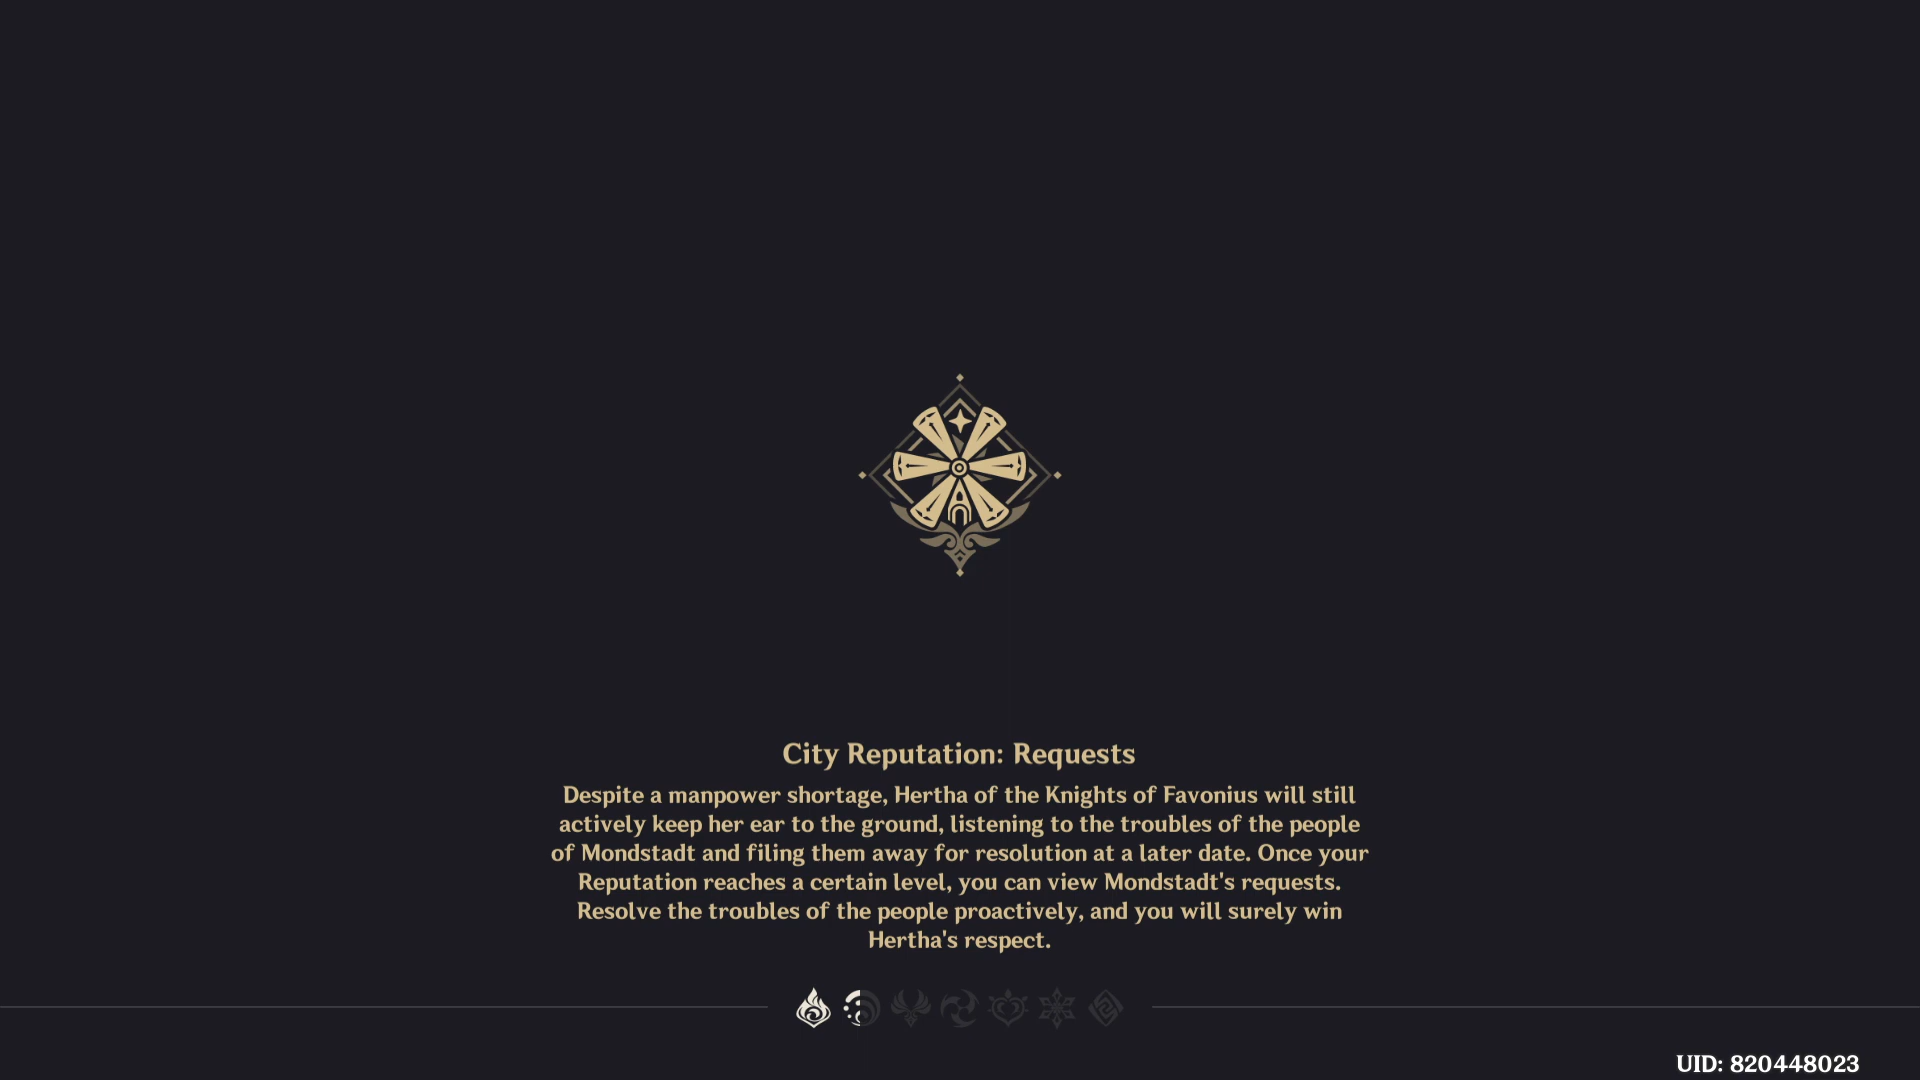 City Reputation: Requests
Despite a manpower shortage, Hertha of the Knights of Favonius will still
actively keep her ear to the ground, listening to the troubles of the people
of Mondstadt and filing them away for resolution at a later date. Once your
Reputation reaches a certain level, you can view Mondstadt's requests.
Resolve the troubles of the people proactively, and you will surely win
Hertha's respect.
UID: 820448023